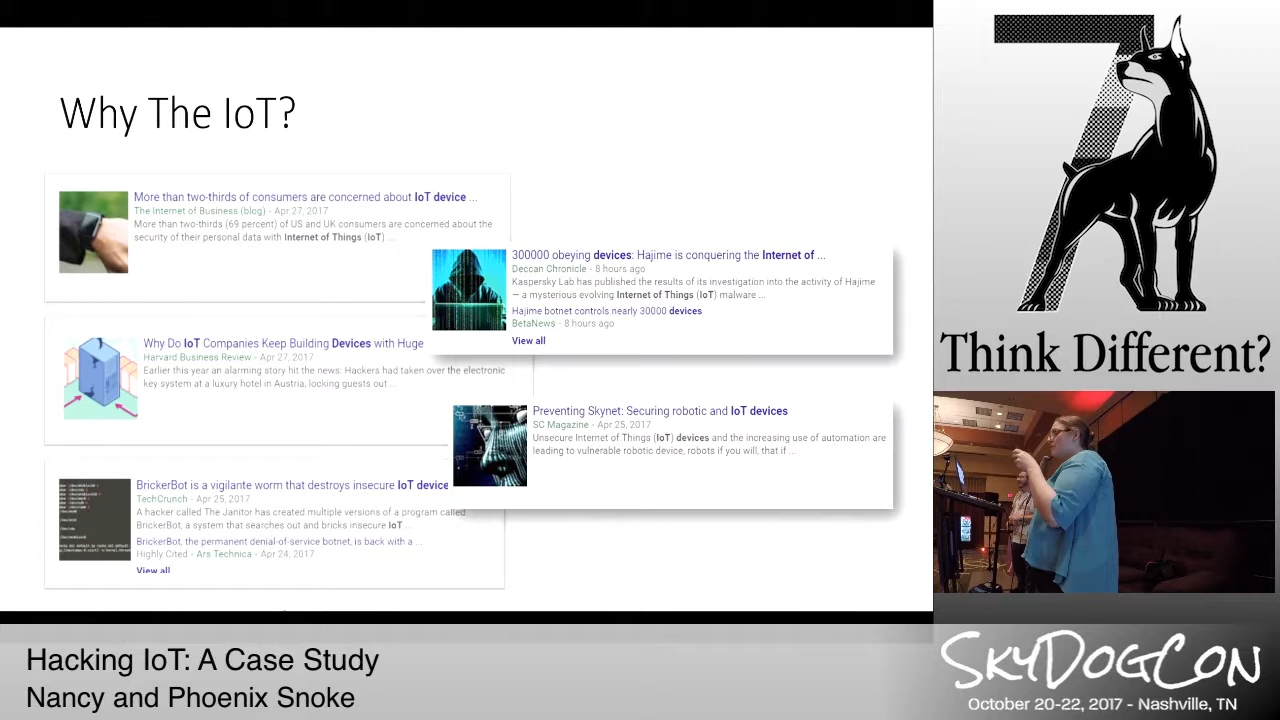 Why The IoT?
More than two-thirds of consumers are concerned about IoT device ...
The Internet of Business (blog) - Apr 27, 2017
More than two-thirds (69 percent) of US and UK consumers are concerned about the
security of their personal data with Internet of Things (IoT) ...
300000 obeying devices: Hajime is conquering the Internet of ...
Deccan Chronicle - 8 hours ago
Kaspersky Lab has published the results of its investigation into the activity of Hajime
— a mysterious evolving Internet of Things (IoT) malware ...
Hajime botnet controls nearly 30000 devices
BetaNews - 8 hours ago
View all
Why Do IoT Companies Keep Building Devices with Huge
Harvard Business Review - Apr 27, 2017
Earlier this year an alarming story hit the news: Hackers had taken over the electronic
key system at a luxury hotel in Austria, locking guests out ...
Preventing Skynet: Securing robotic and IoT devices
SC Magazine - Apr 25, 2017
Unsecure Internet of Things (IoT) devices and the increasing use of automation are
leading to vulnerable robotic device, robots if you will, that if ...
BrickerBot is a vigilante worm that destroys insecure IoT device
TechCrunch - Apr 25, 2017
A hacker called The Janitor has created multiple versions of a program called
BrickerBot, a system that searches out and bricks insecure IoT ...
BrickerBot, the permanent denial-of-service botnet, is back with a ...
Highly Cited - Ars Technica - Apr 24, 2017
View all
7
Think Different?
Hacking IoT: A Case Study
Nancy and Phoenix Snoke
SkyDogCon
October 20-22, 2017 - Nashville, TN